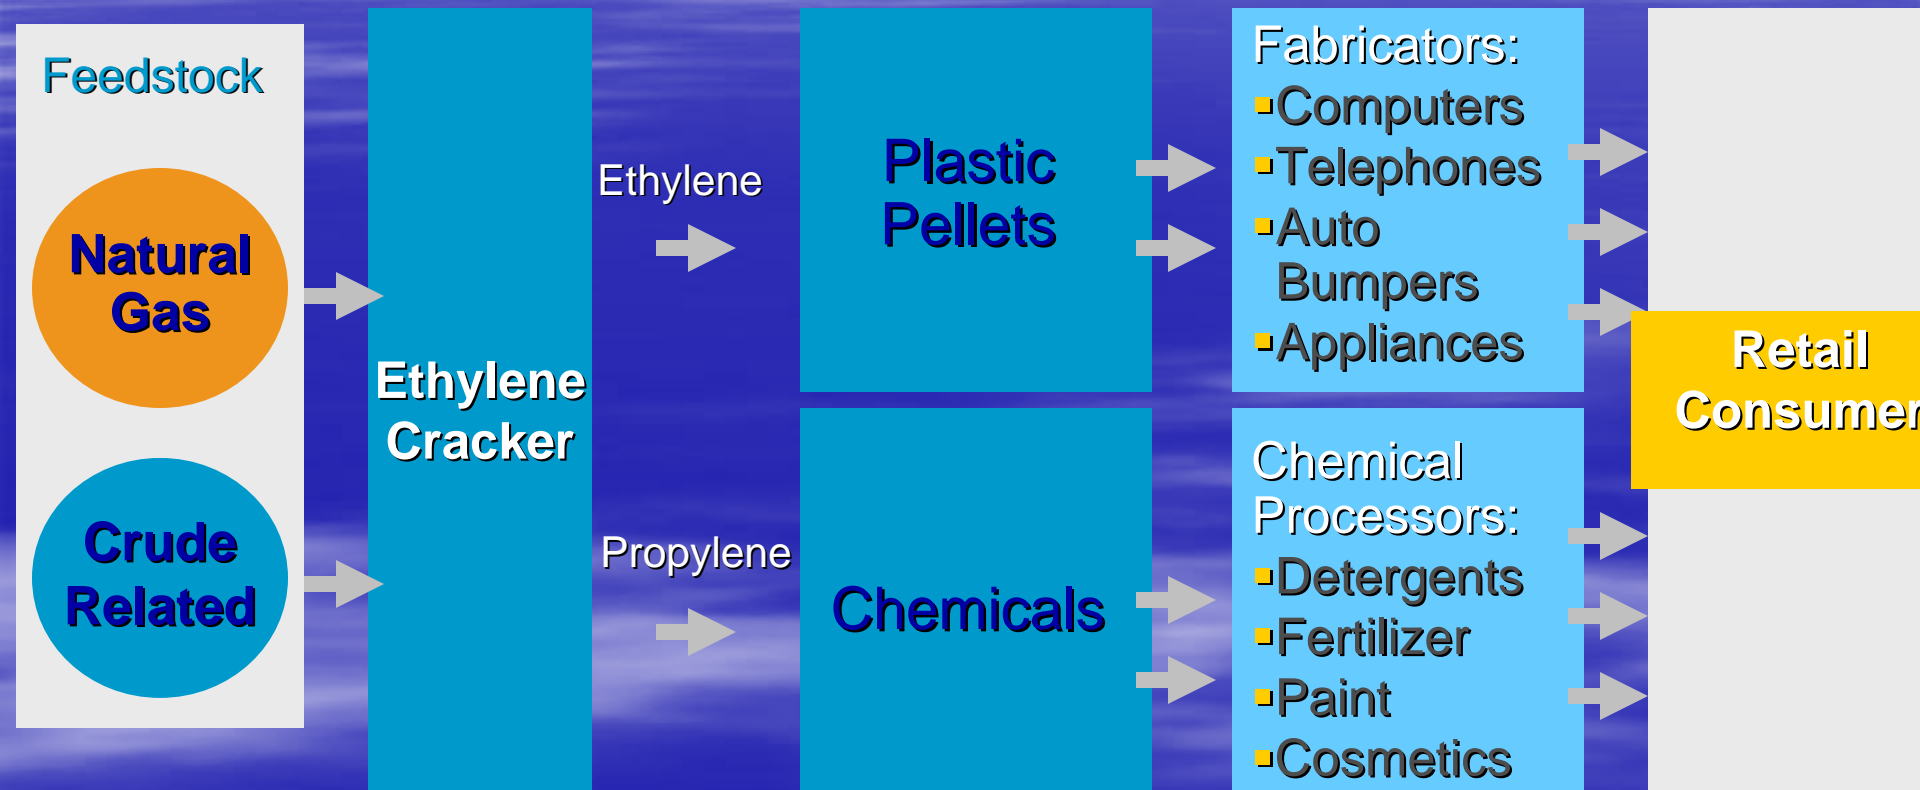 Feedstock
Natural
Gas
Crude
Related
Ethylene
Cracker
Ethylene
Propylene
Plastic
Pellets
Chemicals
Fabricators:
▪Computers
▪Telephones
▪Auto
Bumpers
▪Appliances
Chemical
Processors:
▪Detergents
▪Fertilizer
▪Paint
▪Cosmetics
Retail
Consumer